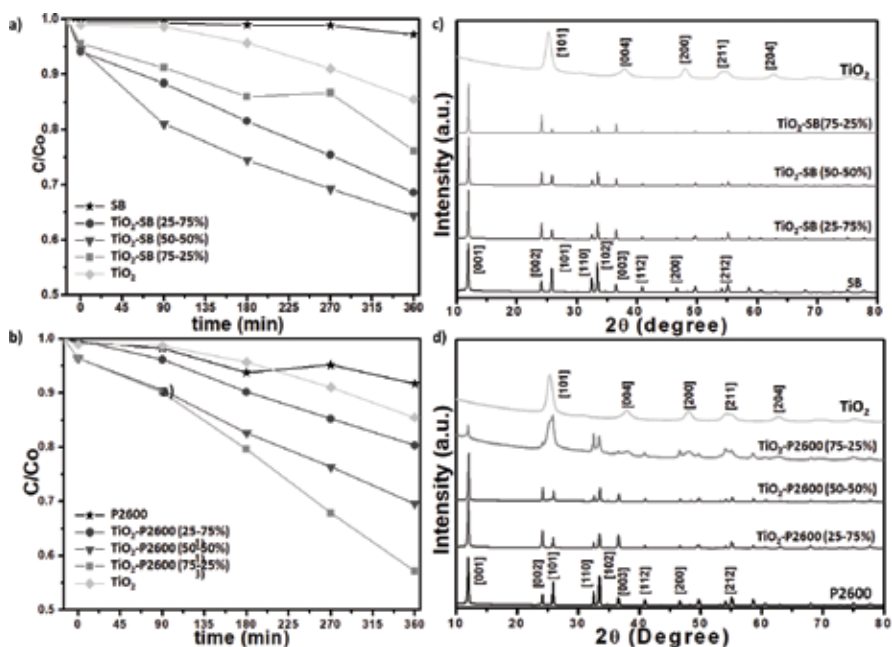 a)
1.0
0.9
0.8
0.7
0.6
0.5
C/Co
SB
TiO₂-SB (25-75%)
TiO₂-SB (50-50%)
TiO₂-SB (75-25%)
TiO₂
0 45 90 135 180 225 270 315 360
time (min)
c)
Intensity (a.u.)
[101]
[004]
[200]
[211]
[204]
TiO₂
TiO₂-SB(75-25%)
TiO₂-SB (50-50%)
TiO₂-SB (25-75%)
[001]
[002]
[101]
[110]
[102]
[003]
[112]
[200]
[212]
SB
10 20 30 40 50 60 70 80
2θ (degree)
b)
1.0
0.9
0.8
0.7
0.6
0.5
C/Co
P2600
TiO₂-P2600 (25-75%)
TiO₂-P2600 (50-50%)
TiO₂-P2600 (75-25%)
TiO₂
0 45 90 135 180 225 270 315 360
time (min)
d)
Intensity (a.u.)
[101]
[004]
[200]
[211]
[204]
TiO₂
TiO₂-P2600 (75-25%)
TiO₂-P2600 (50-50%)
TiO₂-P2600 (25-75%)
[001]
[002]
[101]
[110]
[102]
[003]
[112]
[200]
[212]
P2600
10 20 30 40 50 60 70 80
2θ (Degree)